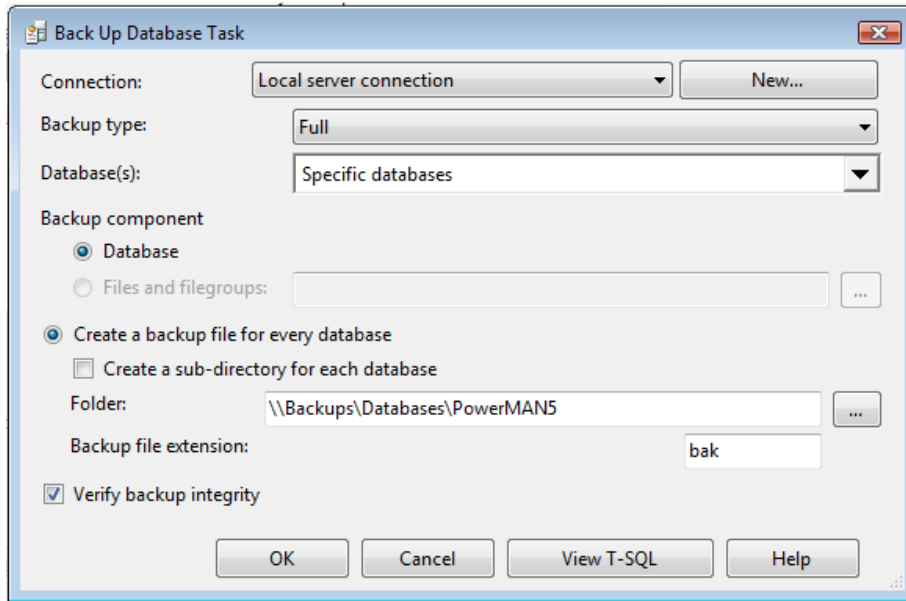 Back Up Database Task
Connection: Local server connection New...
Backup type: Full
Database(s): Specific databases
Backup component
Database
Files and filegroups: ...
Create a backup file for every database
Create a sub-directory for each database
Folder: \\Backups\Databases\PowerMAN5 ...
Backup file extension: bak
Verify backup integrity
OK Cancel View T-SQL Help